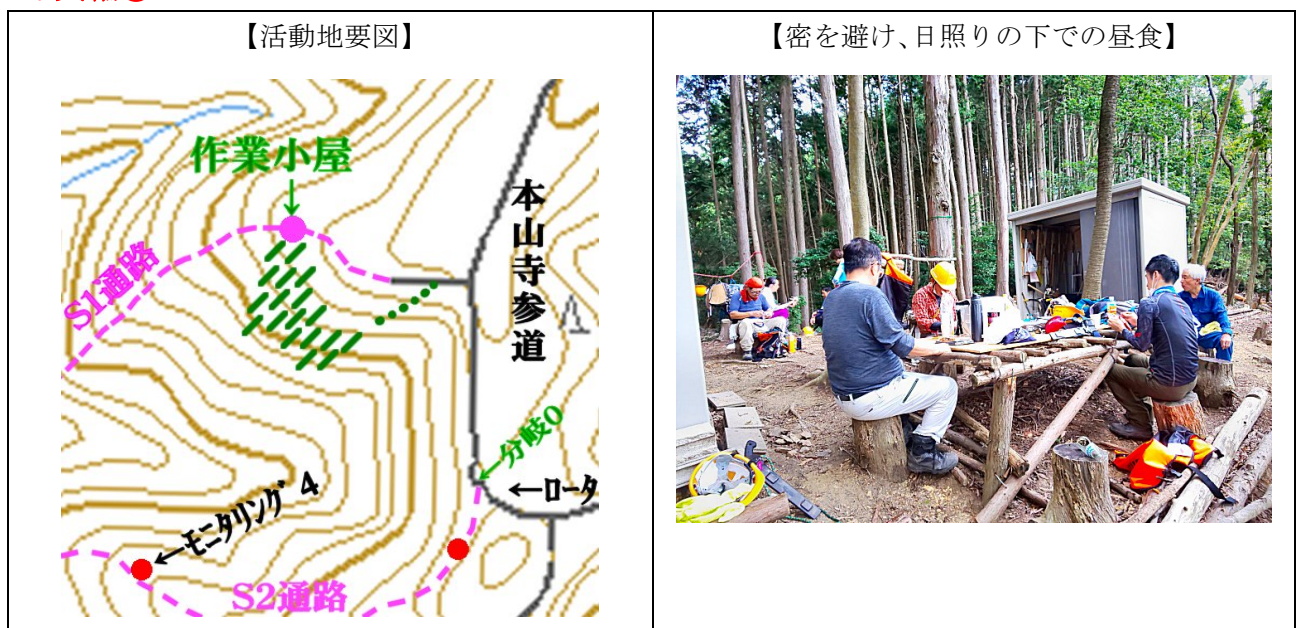 【活動地要図】
【密を避け、日照りの下での昼食】
作業小屋
↓
S1通路
本山寺参道
←分岐0
←ロータ
←モニタリング 4
S2通路